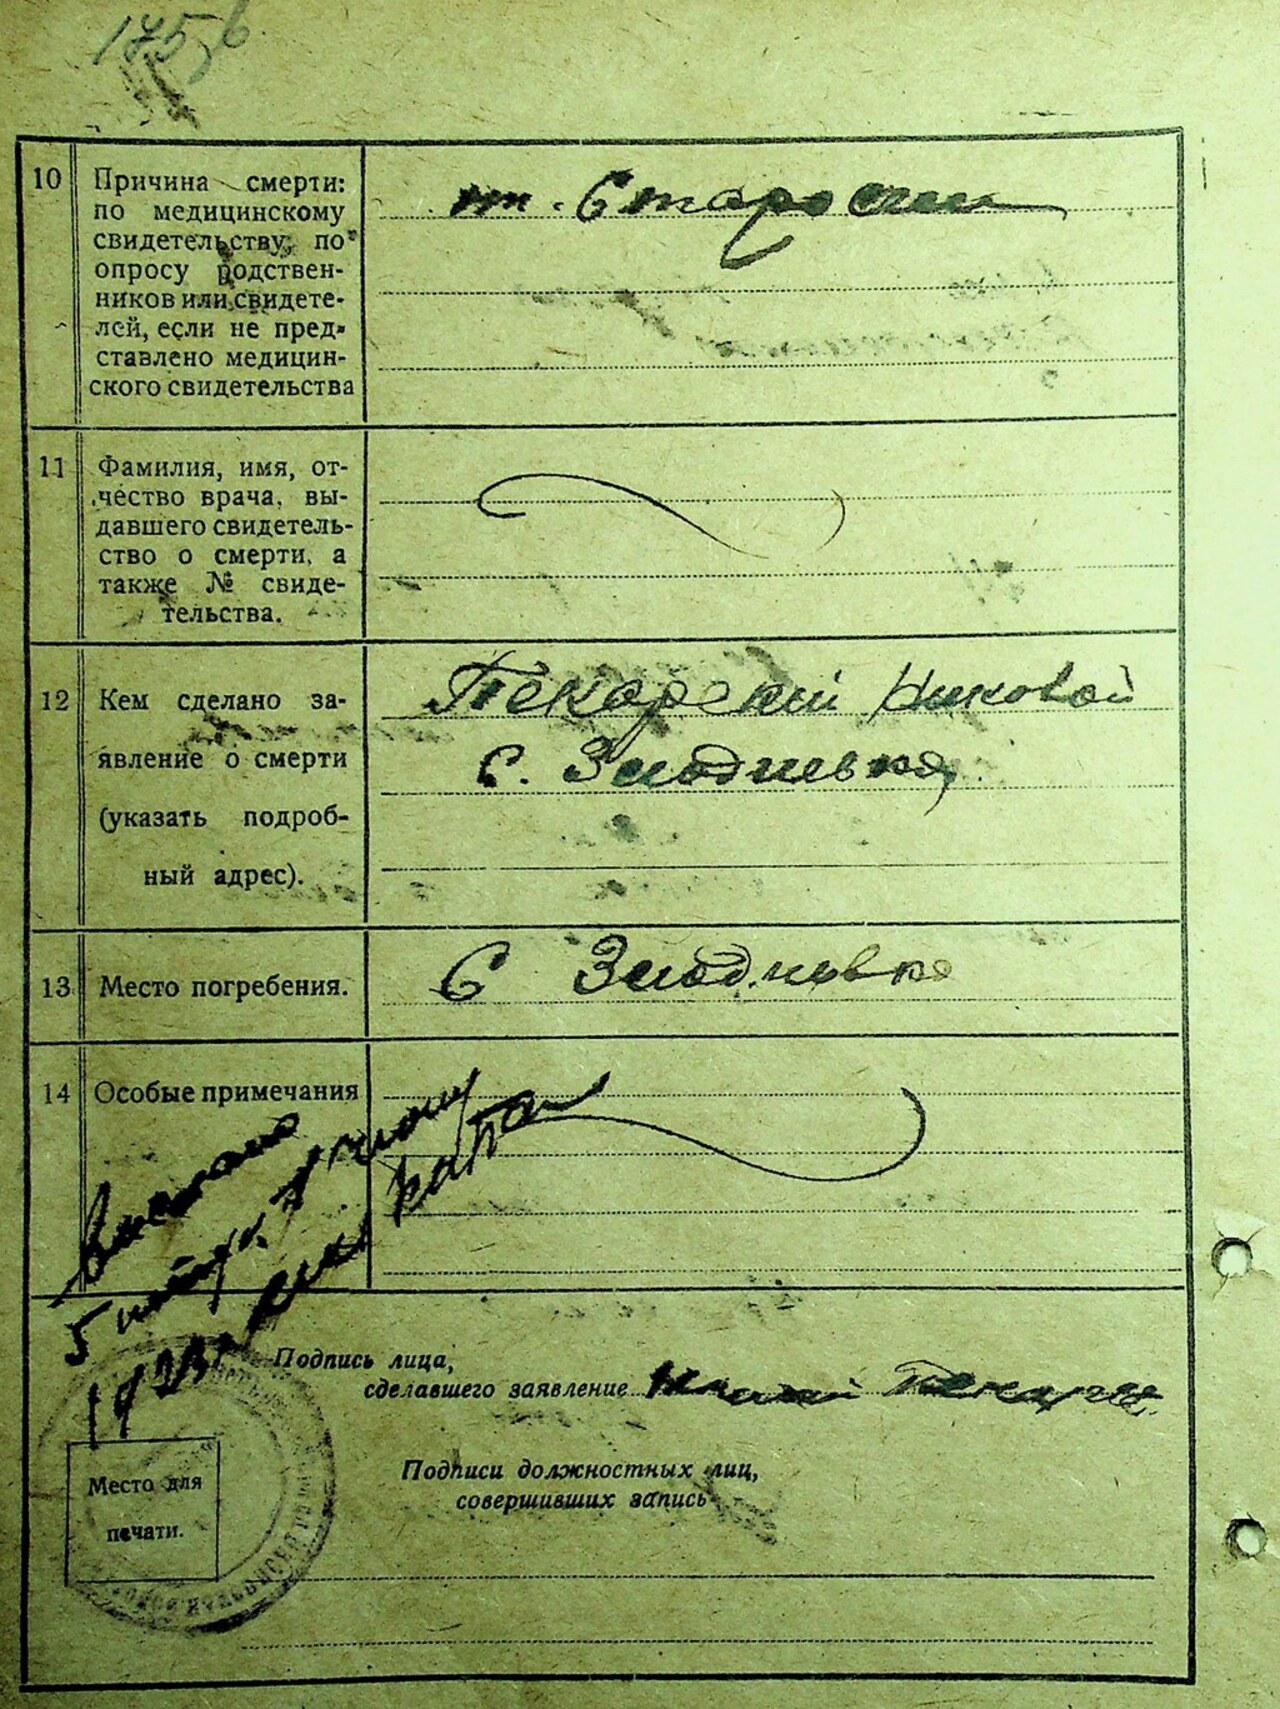 10 Причина смерти:
по медицинскому
свидетельству, по
опросу родствен-
ников или свидете-
лей, если не пред-
ставлено медицин-
ского свидетельства
от. Старости
11 Фамилия, имя, от-
чество врача, вы-
давшего свидетель-
ство о смерти, а
также № свиде-
тельства.
12 Кем сделано за-
явление о смерти
(указать подроб-
ный адрес).
Пекарский Николай
С.
13 Место погребения.
С
14 Особые примечания
5
Подпись лица,
сделавшего заявление
Подписи должностных лиц,
совершивших запись
Место для
печати.